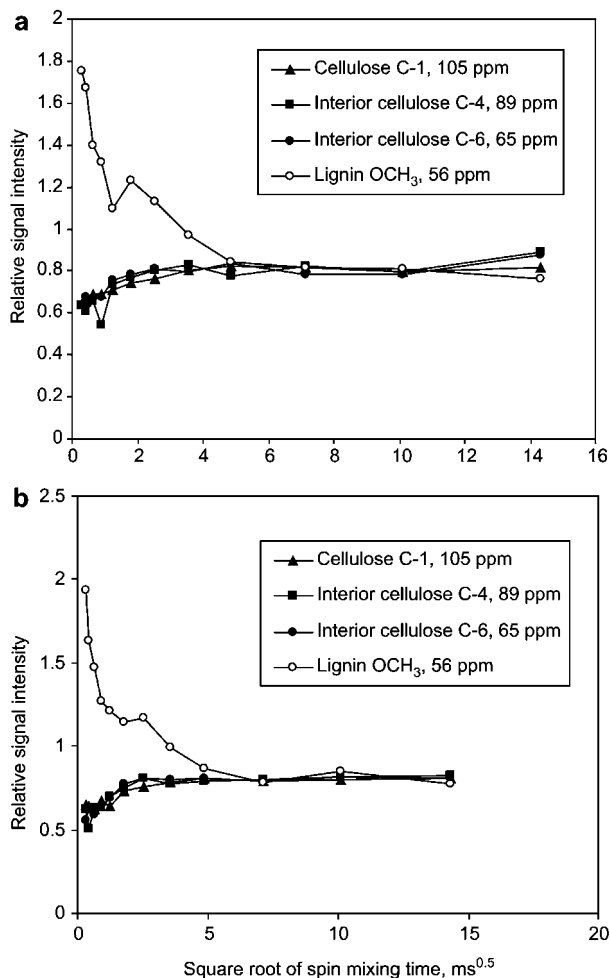 a
2
1.8
1.6
1.4
1.2
1
0.8
0.6
0.4
0.2
0
Relative signal intensity
Cellulose C-1, 105 ppm
Interior cellulose C-4, 89 ppm
Interior cellulose C-6, 65 ppm
Lignin OCH₃, 56 ppm
0 2 4 6 8 10 12 14 16
b
2.5
2
1.5
1
0.5
0
Relative signal intensity
Cellulose C-1, 105 ppm
Interior cellulose C-4, 89 ppm
Interior cellulose C-6, 65 ppm
Lignin OCH₃, 56 ppm
0 5 10 15 20
Square root of spin mixing time, ms⁰·⁵